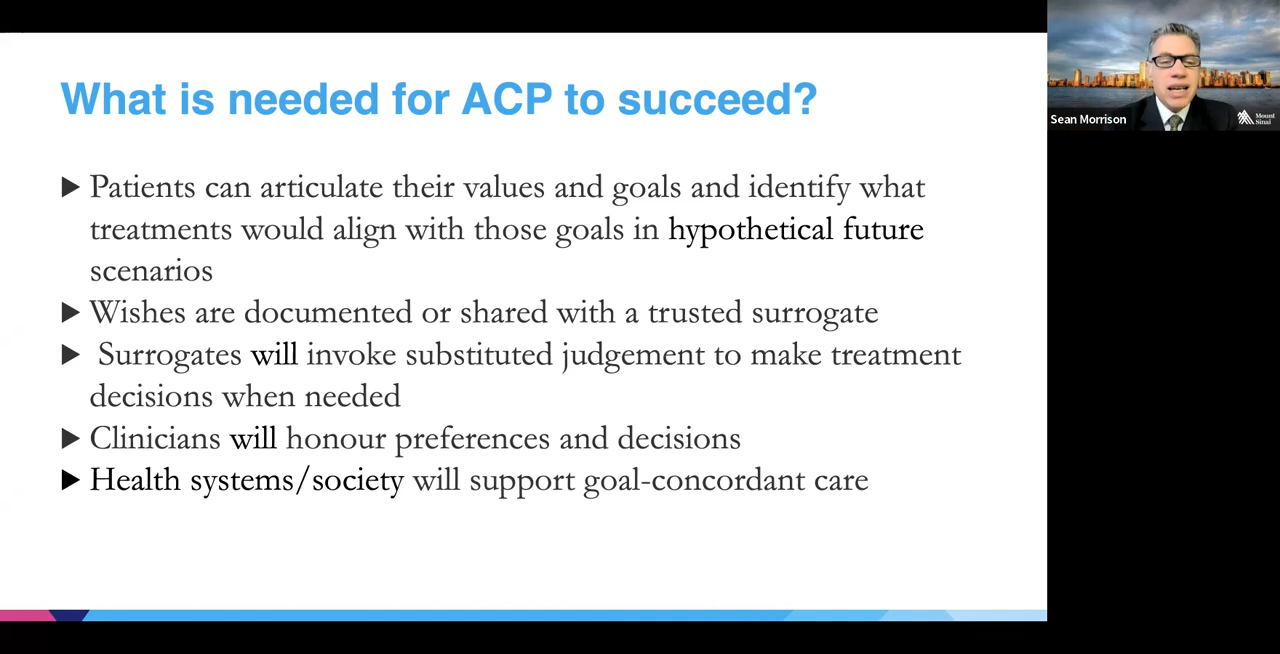 What is needed for ACP to succeed?
▶ Patients can articulate their values and goals and identify what
treatments would align with those goals in hypothetical future
scenarios
▶ Wishes are documented or shared with a trusted surrogate
▶ Surrogates will invoke substituted judgement to make treatment
decisions when needed
▶ Clinicians will honour preferences and decisions
▶ Health systems/society will support goal-concordant care
Sean Morrison
Mount
Sinai